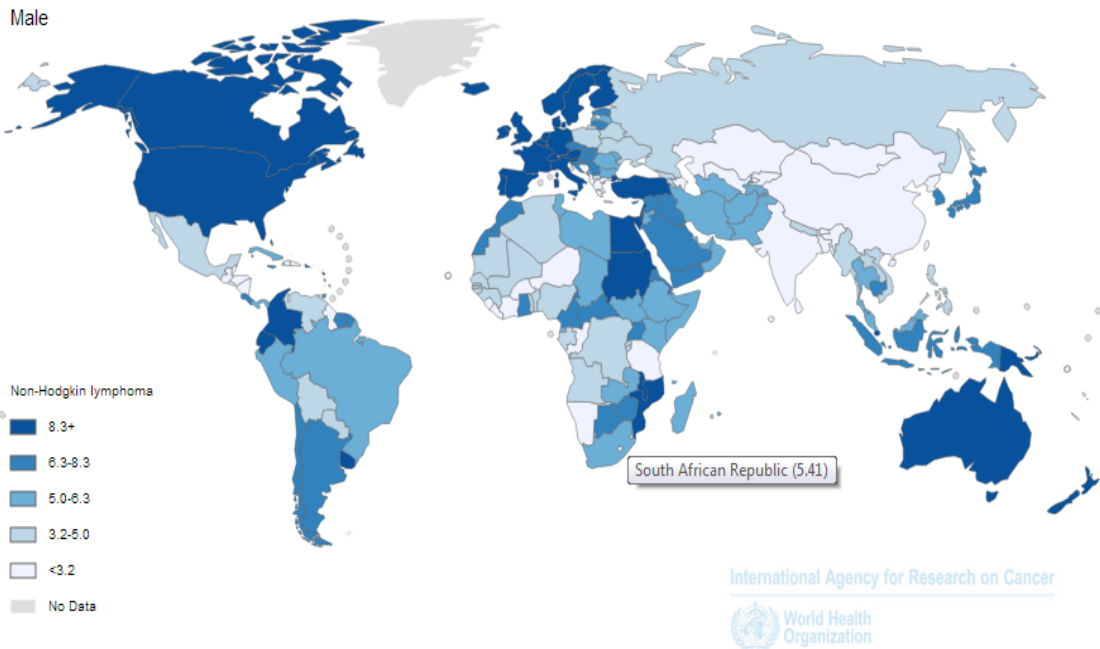 Male
Non-Hodgkin lymphoma
8.3+
6.3-8.3
5.0-6.3
3.2-5.0
<3.2
No Data
South African Republic (5.41)
International Agency for Research on Cancer
World Health
Organization